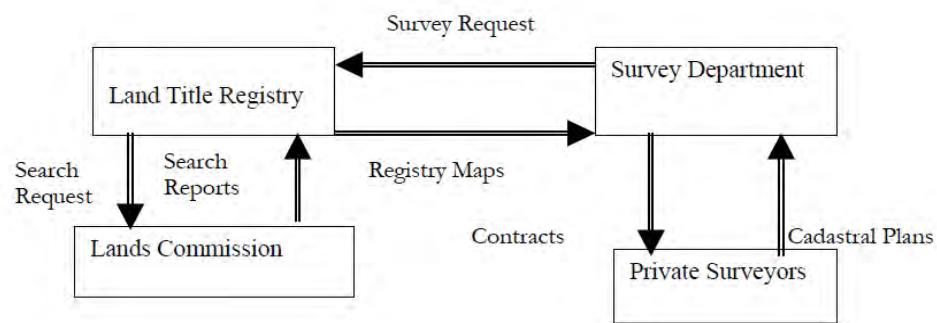 Survey Request
Land Title Registry
Survey Department
Search
Request
Search
Reports
Registry Maps
Lands Commission
Contracts
Cadastral Plans
Private Surveyors